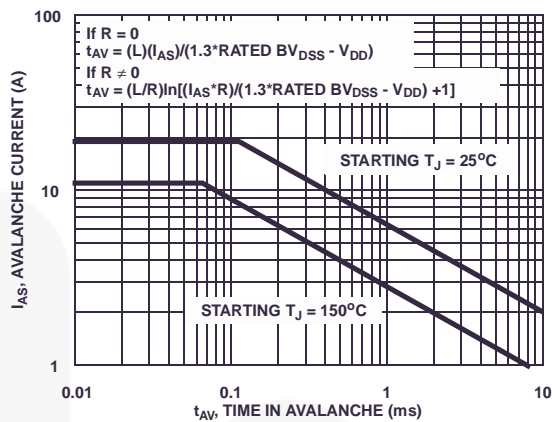 100
If R = 0
tAV = (L)(IAS)/(1.3*RATED BVDSS - VDD)
If R ≠ 0
tAV = (L/R)ln[(IAS*R)/(1.3*RATED BVDSS - VDD) +1]
STARTING TJ = 25°C
10
IAS, AVALANCHE CURRENT (A)
STARTING TJ = 150°C
1
0.01
0.1
1
10
tAV, TIME IN AVALANCHE (ms)